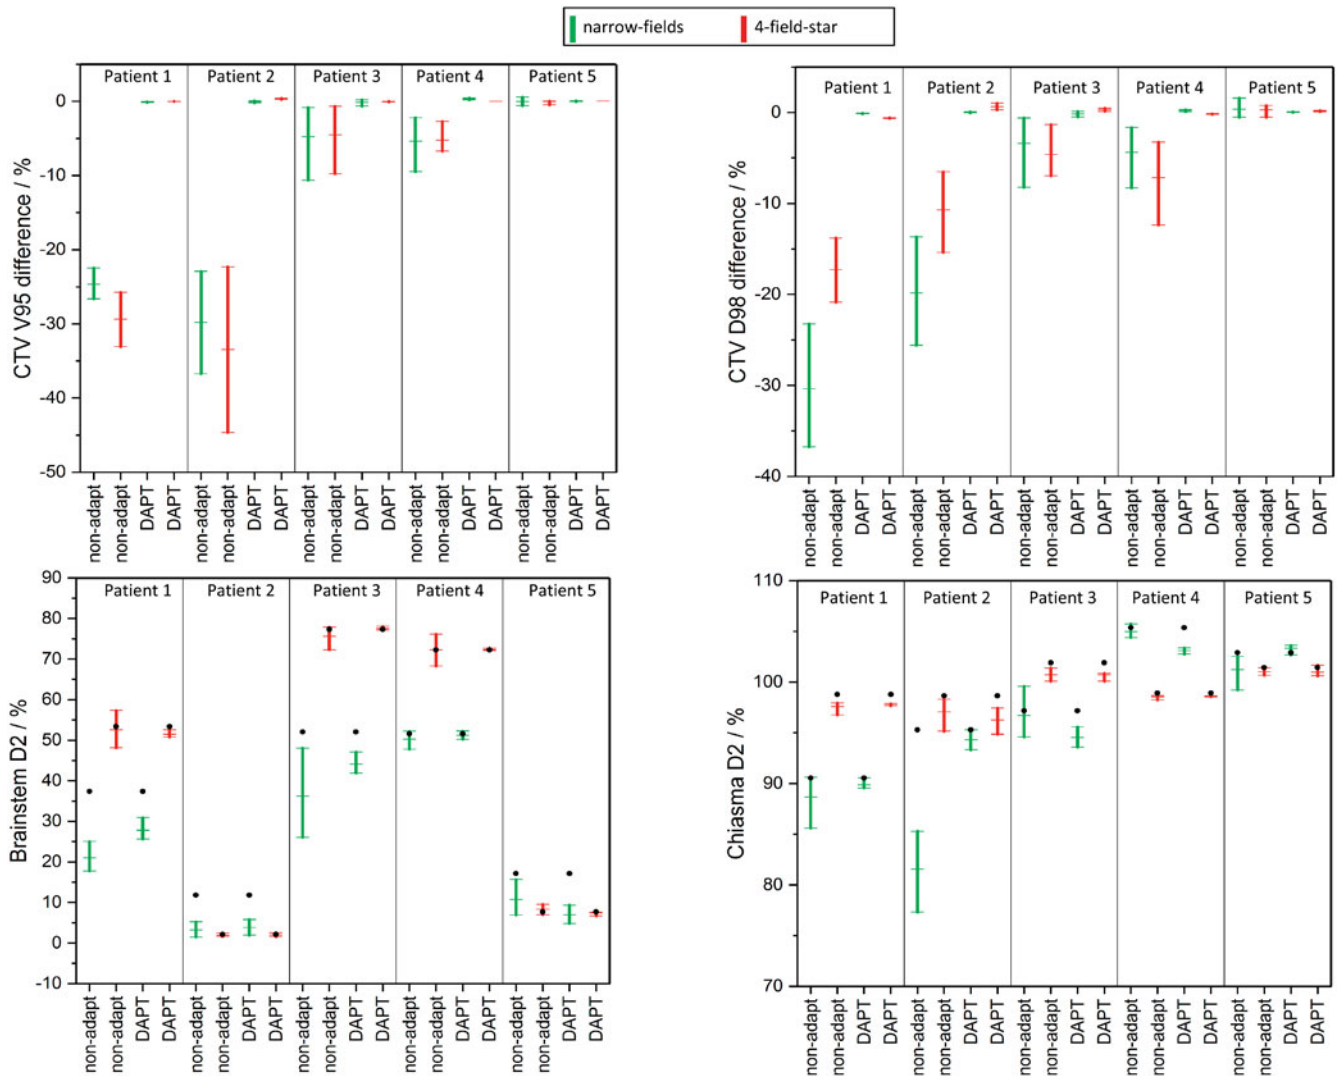 narrow-fields 4-field-star
Patient 1 Patient 2 Patient 3 Patient 4 Patient 5
0
-10
-20
-30
-40
-50
CTV V95 difference / %
non-adapt non-adapt DAPT DAPT non-adapt non-adapt DAPT DAPT non-adapt non-adapt DAPT DAPT non-adapt non-adapt DAPT DAPT non-adapt non-adapt DAPT DAPT
Patient 1 Patient 2 Patient 3 Patient 4 Patient 5
0
-10
-20
-30
-40
CTV D98 difference / %
non-adapt non-adapt DAPT DAPT non-adapt non-adapt DAPT DAPT non-adapt non-adapt DAPT DAPT non-adapt non-adapt DAPT DAPT non-adapt non-adapt DAPT DAPT
90
Patient 1 Patient 2 Patient 3 Patient 4 Patient 5
80
70
60
50
40
30
20
10
0
-10
Brainstem D2 / %
non-adapt non-adapt DAPT DAPT non-adapt non-adapt DAPT DAPT non-adapt non-adapt DAPT DAPT non-adapt non-adapt DAPT DAPT non-adapt non-adapt DAPT DAPT
110
Patient 1 Patient 2 Patient 3 Patient 4 Patient 5
100
90
80
70
Chiasma D2 / %
non-adapt non-adapt DAPT DAPT non-adapt non-adapt DAPT DAPT non-adapt non-adapt DAPT DAPT non-adapt non-adapt DAPT DAPT non-adapt non-adapt DAPT DAPT